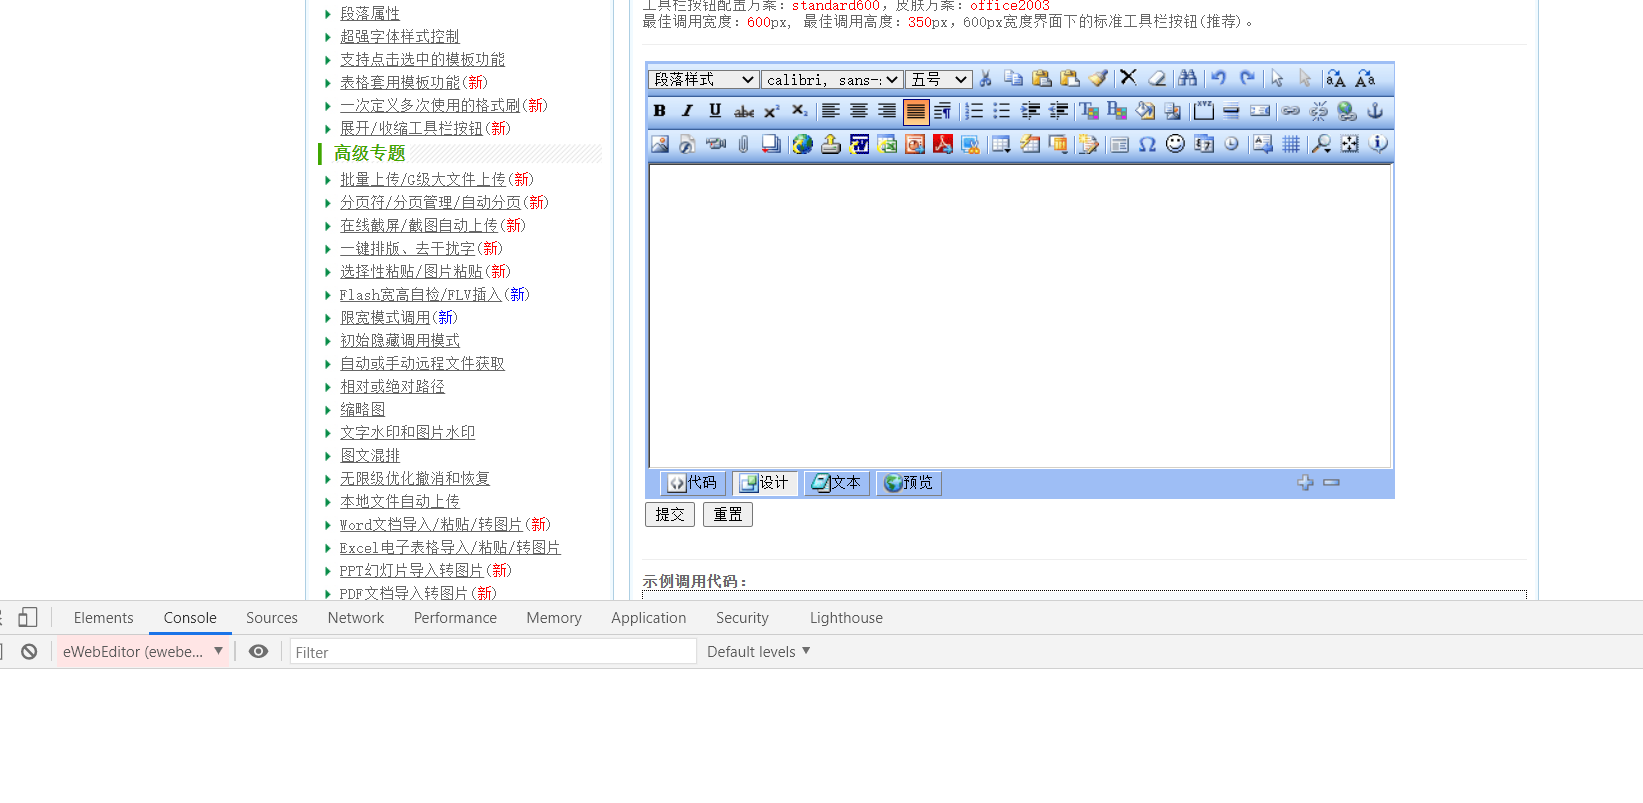 段落属性
超强字体样式控制
支持点击选中的模板功能
表格套用模板功能(新)
一次定义多次使用的格式刷(新)
展开/收缩工具栏按钮(新)
高级专题
批量上传/G级大文件上传(新)
分页符/分页管理/自动分页(新)
在线截屏/截图自动上传(新)
一键排版、去干扰字(新)
选择性粘贴/图片粘贴(新)
Flash宽高自检/FLV插入(新)
限宽模式调用(新)
初始隐藏调用模式
自动或手动远程文件获取
相对或绝对路径
缩略图
文字水印和图片水印
图文混排
无限级优化撤消和恢复
本地文件自动上传
Word文档导入/粘贴/转图片(新)
Excel电子表格导入/粘贴/转图片
PPT幻灯片导入转图片(新)
PDF文档导入转图片(新)
工具栏按钮配置方案：standard600，皮肤方案：office2003
最佳调用宽度：600px, 最佳调用高度：350px，600px宽度界面下的标准工具栏按钮(推荐)。
段落样式 calibri, sans- 五号
代码 设计 文本 预览
提交 重置
示例调用代码：
Elements Console Sources Network Performance Memory Application Security Lighthouse
eWebEditor (ewebe... Filter Default levels